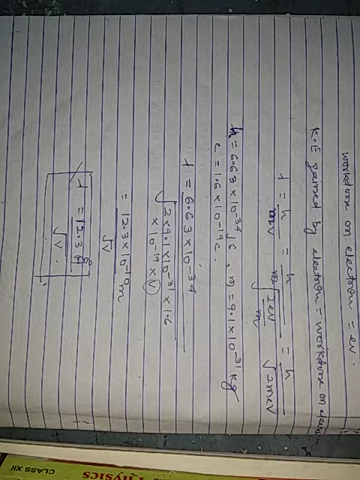 workdone on electron = ev.
K.E gained by electron = workdone on elec
λ = h/mv = h/m√(2eV/m) = h/√2meV
h = 6.63 × 10⁻³⁴ J s, m = 9.1 × 10⁻³¹ kg
e = 1.6 × 10⁻¹⁹ C.
λ = 6.63 × 10⁻³⁴ / √2×9.1×10⁻³¹ × 1.6 × 10⁻¹⁹ × V
= 12.3 × 10⁻¹⁰ m / √V
λ = 12.3 Å / √V.
PHYSICS
CLASS XII